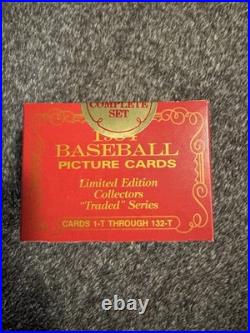 COMPLETE
SET
BASEBALL
PICTURE CARDS
Limited Edition
Collectors
"Traded" Series
CARDS 1-T THROUGH 132-T